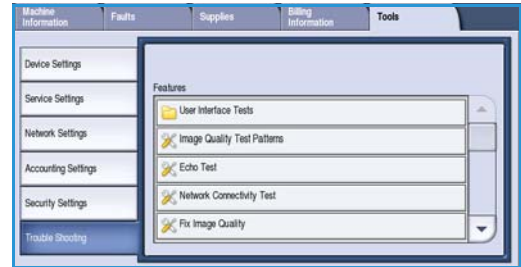 Machine Information
Faults
Supplies
Billing Information
Tools
Device Settings
Service Settings
Network Settings
Accounting Settings
Security Settings
Trouble Shooting
Features
User Interface Tests
Image Quality Test Patterns
Echo Test
Network Connectivity Test
Fix Image Quality